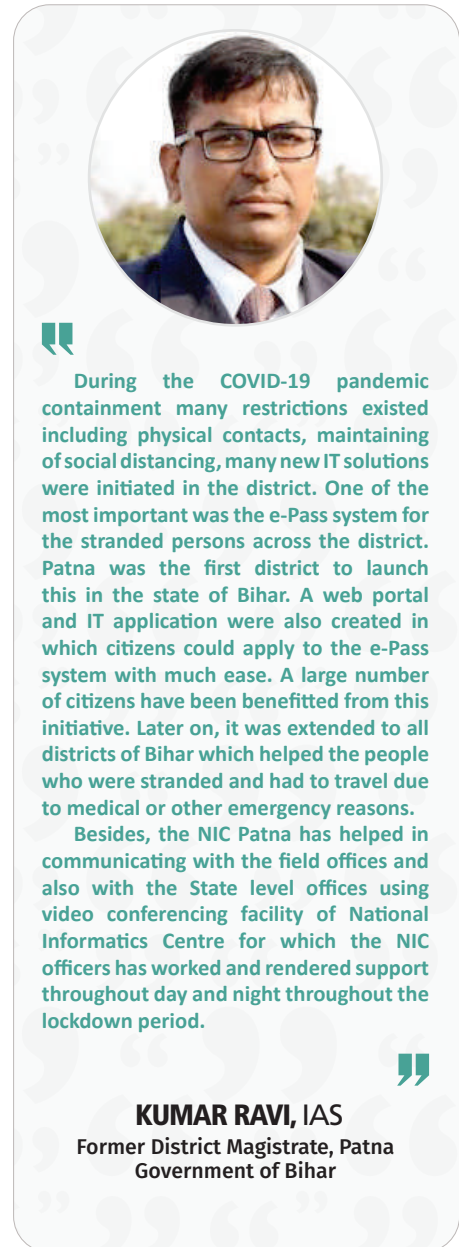 During the COVID-19 pandemic
containment many restrictions existed
including physical contacts, maintaining
of social distancing, many new IT solutions
were initiated in the district. One of the
most important was the e-Pass system for
the stranded persons across the district.
Patna was the first district to launch
this in the state of Bihar. A web portal
and IT application were also created in
which citizens could apply to the e-Pass
system with much ease. A large number
of citizens have been benefitted from this
initiative. Later on, it was extended to all
districts of Bihar which helped the people
who were stranded and had to travel due
to medical or other emergency reasons.
Besides, the NIC Patna has helped in
communicating with the field offices and
also with the State level offices using
video conferencing facility of National
Informatics Centre for which the NIC
officers has worked and rendered support
throughout day and night throughout the
lockdown period.
KUMAR RAVI, IAS
Former District Magistrate, Patna
Government of Bihar